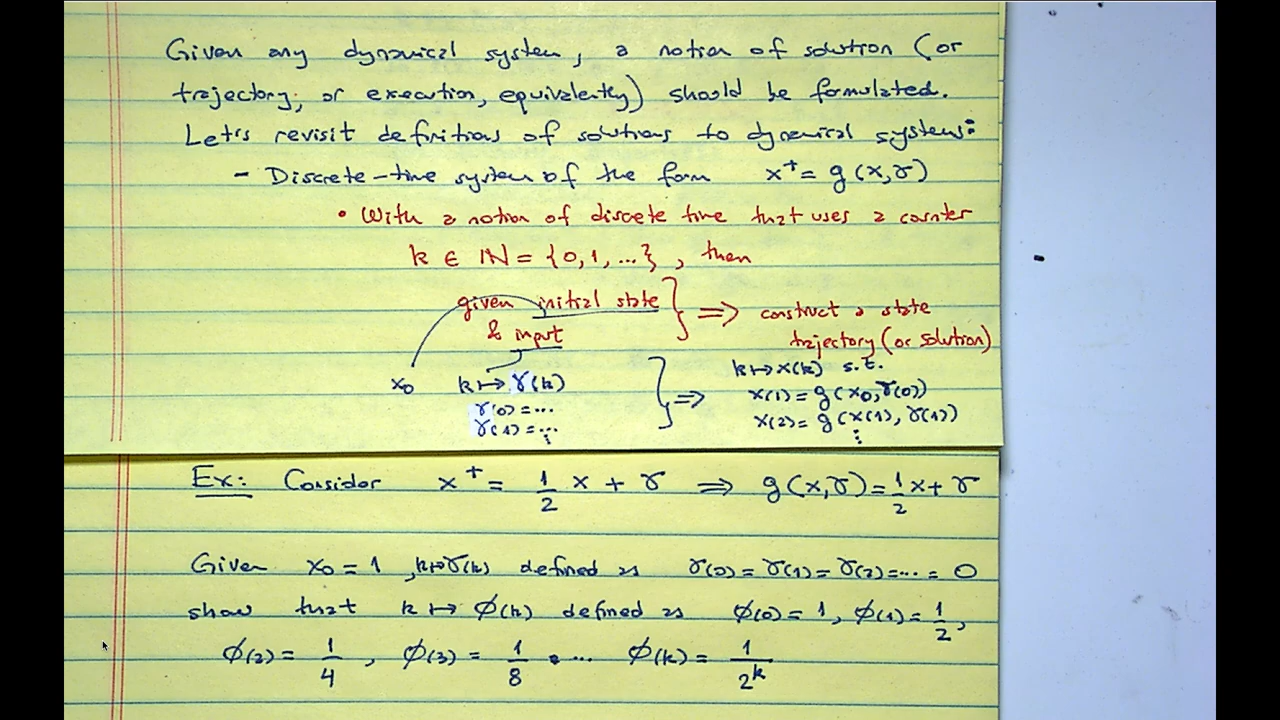 Given any dynamical system, a notion of solution (or
trajectory, or execution, equivalently) should be formulated.
Let's revisit definitions of solutions to dynamical systems:
- Discrete-time system of the form x⁺ = g(x,γ)
• With a notion of discrete time that uses a counter
k ∈ ℕ = {0,1,...}, then
given initial state } ⇒ construct a state
& input trajectory (or solution)
x₀ k ↦ γ(k) } ⇒ k ↦ x(k) s.t.
γ(0) = ... x(1) = g(x₀,γ(0))
γ(1) = ... x(2) = g(x(1), γ(1))
⋮ ⋮
Ex: Consider x⁺ = 1/2 x + γ ⇒ g(x,γ) = 1/2 x + γ
Given x₀ = 1, k↦γ(k) defined as γ(0) = γ(1) = γ(2) = ... = 0
show that k ↦ φ(k) defined as φ(0) = 1, φ(1) = 1/2,
φ(2) = 1/4, φ(3) = 1/8 ... φ(k) = 1/2ᵏ